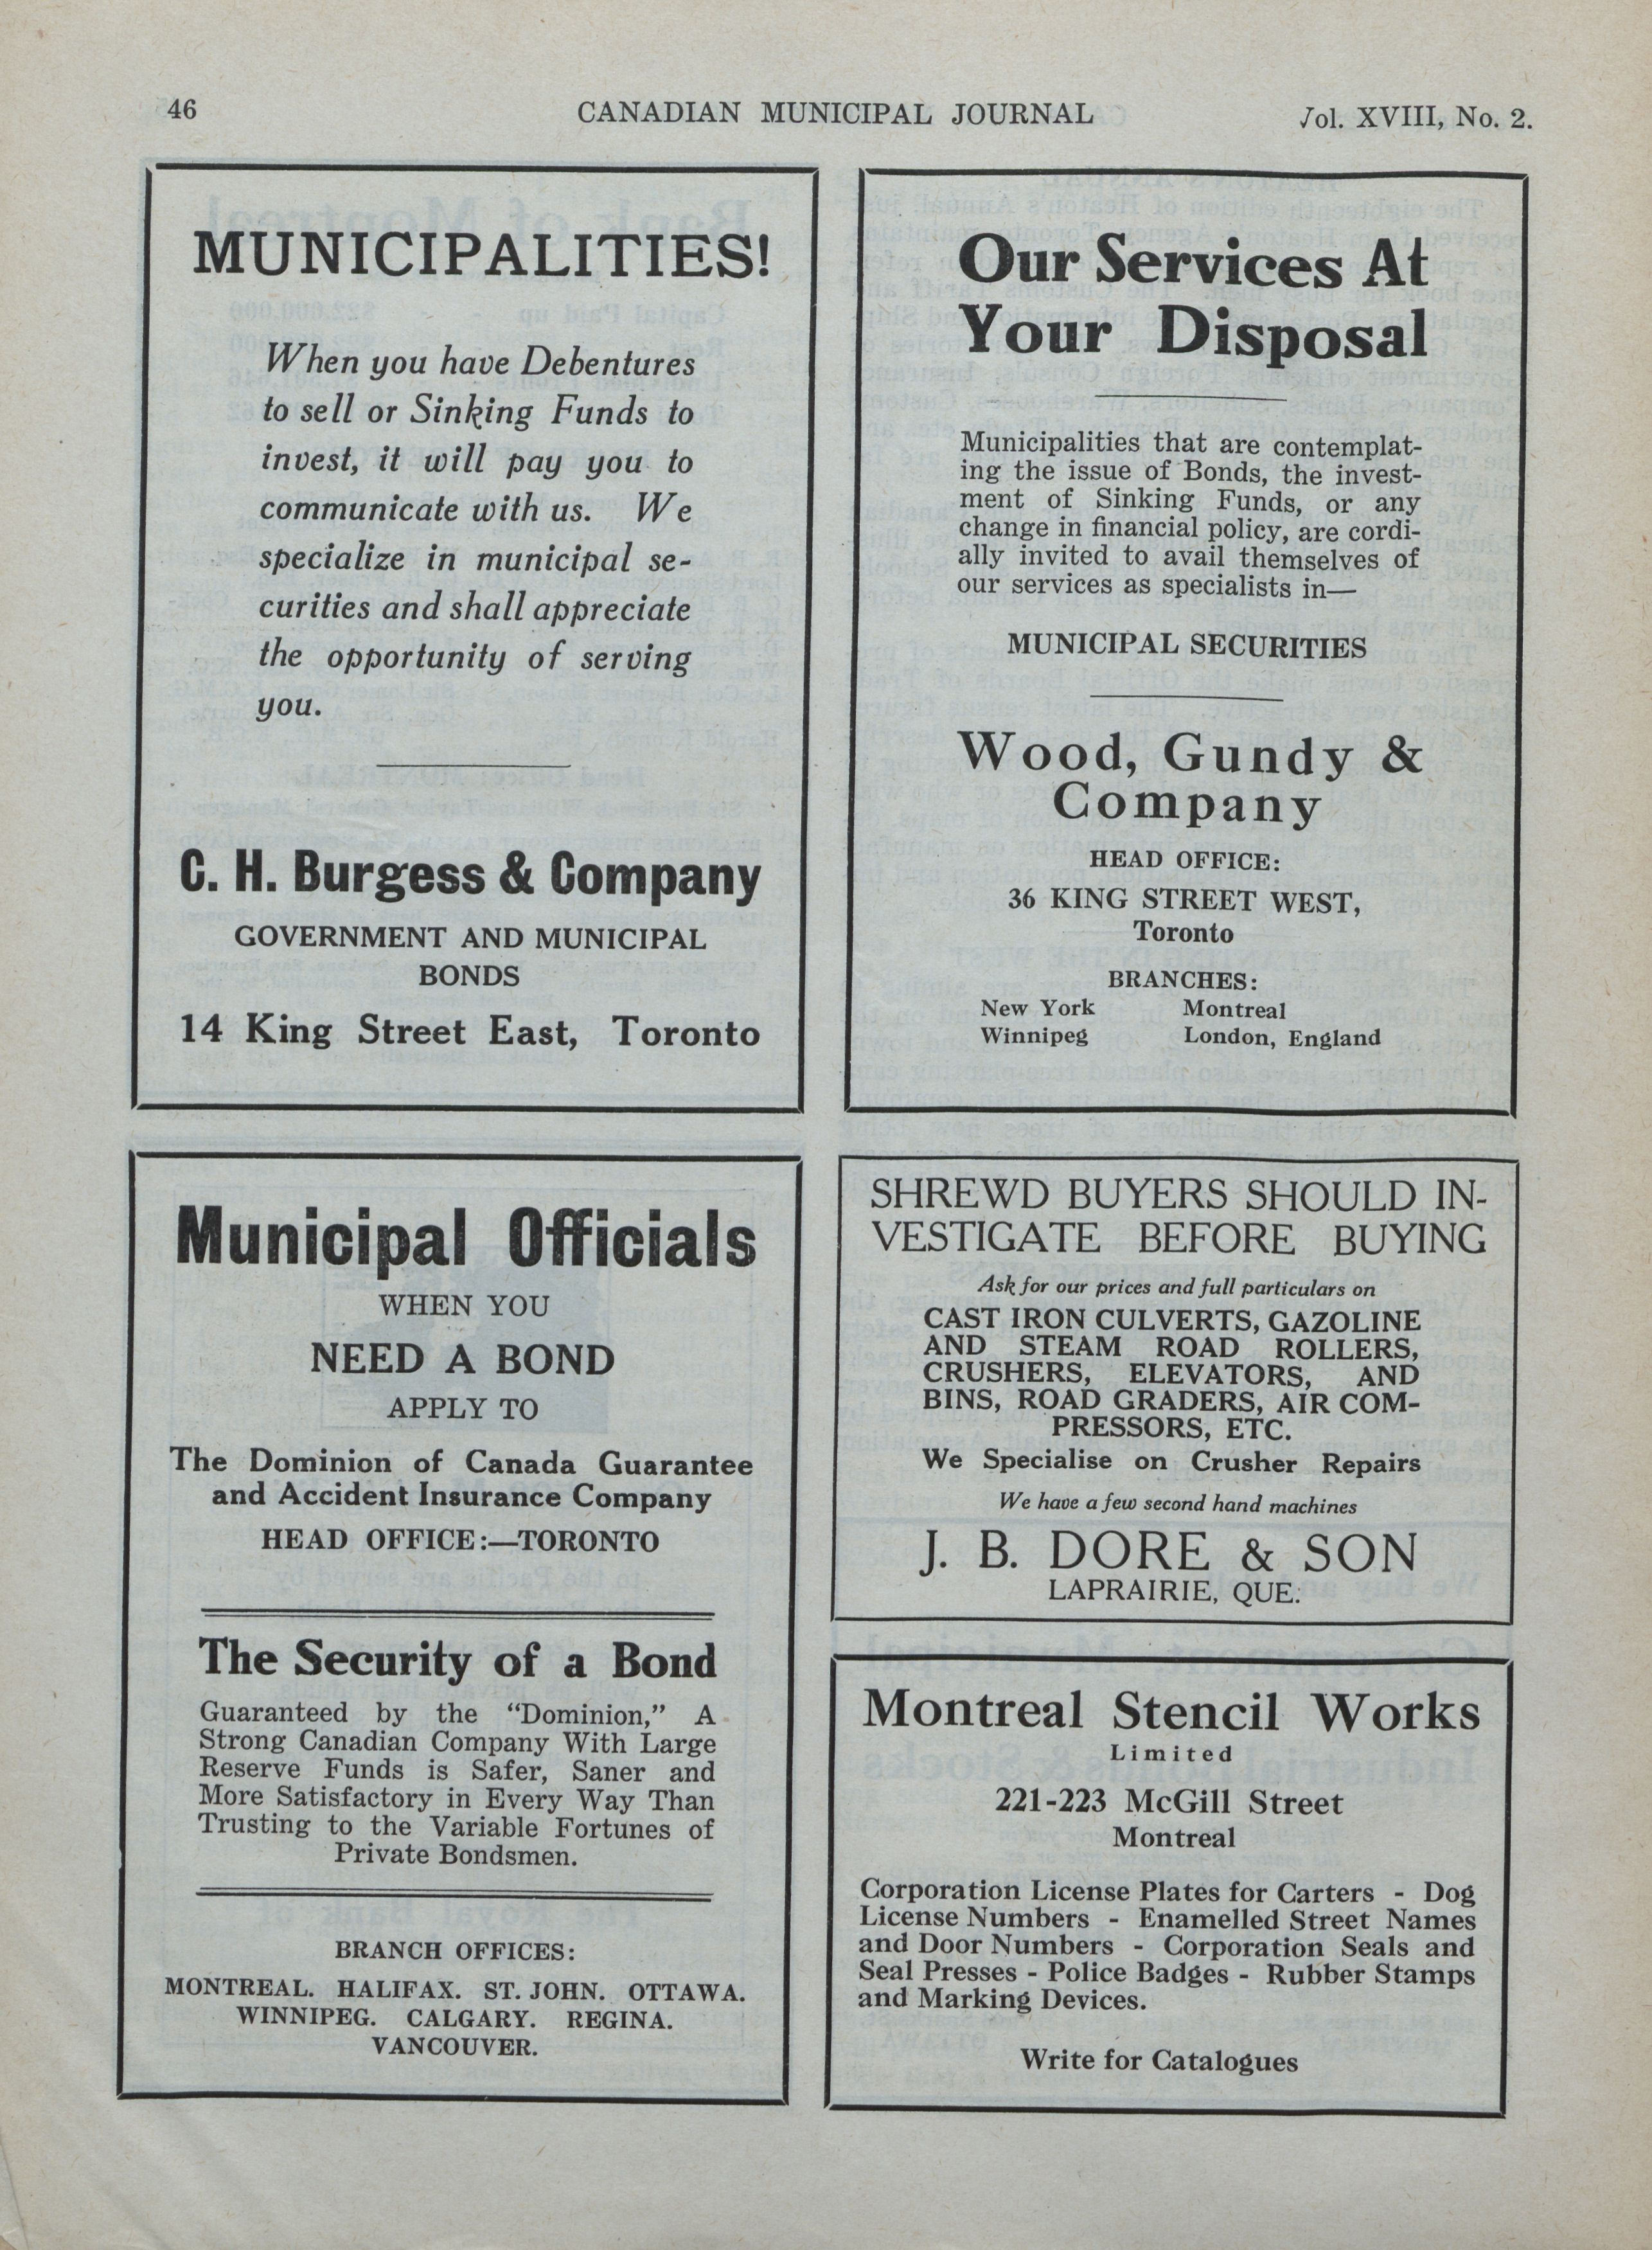 46
CANADIAN MUNICIPAL JOURNAL
Vol. XVIII, No. 2.
MUNICIPALITIES!
When you have Debentures
to sell or Sinking Funds to
invest, it will pay you to
communicate with us. We
specialize in municipal se-
curities and shall appreciate
the opportunity of serving
you.
C. H. Burgess & Company
GOVERNMENT AND MUNICIPAL
BONDS
14 King Street East, Toronto
Our Services At
Your Disposal
Municipalities that are contemplat-
ing the issue of Bonds, the invest-
ment of Sinking Funds, or any
change in financial policy, are cordi-
ally invited to avail themselves of
our services as specialists in—
MUNICIPAL SECURITIES
Wood, Gundy &
Company
HEAD OFFICE:
36 KING STREET WEST,
Toronto
BRANCHES:
New York Montreal
Winnipeg London, England
Municipal Officials
WHEN YOU
NEED A BOND
APPLY TO
The Dominion of Canada Guarantee
and Accident Insurance Company
HEAD OFFICE:—TORONTO
The Security of a Bond
Guaranteed by the "Dominion," A
Strong Canadian Company With Large
Reserve Funds is Safer, Saner and
More Satisfactory in Every Way Than
Trusting to the Variable Fortunes of
Private Bondsmen.
BRANCH OFFICES:
MONTREAL. HALIFAX. ST. JOHN. OTTAWA.
WINNIPEG. CALGARY. REGINA.
VANCOUVER.
SHREWD BUYERS SHOULD IN-
VESTIGATE BEFORE BUYING
Ask for our prices and full particulars on
CAST IRON CULVERTS, GAZOLINE
AND STEAM ROAD ROLLERS,
CRUSHERS, ELEVATORS, AND
BINS, ROAD GRADERS, AIR COM-
PRESSORS, ETC.
We Specialise on Crusher Repairs
We have a few second hand machines
J. B. DORE & SON
LAPRAIRIE, QUE.
Montreal Stencil Works
Limited
221-223 McGill Street
Montreal
Corporation License Plates for Carters - Dog
License Numbers - Enamelled Street Names
and Door Numbers - Corporation Seals and
Seal Presses - Police Badges - Rubber Stamps
and Marking Devices.
Write for Catalogues